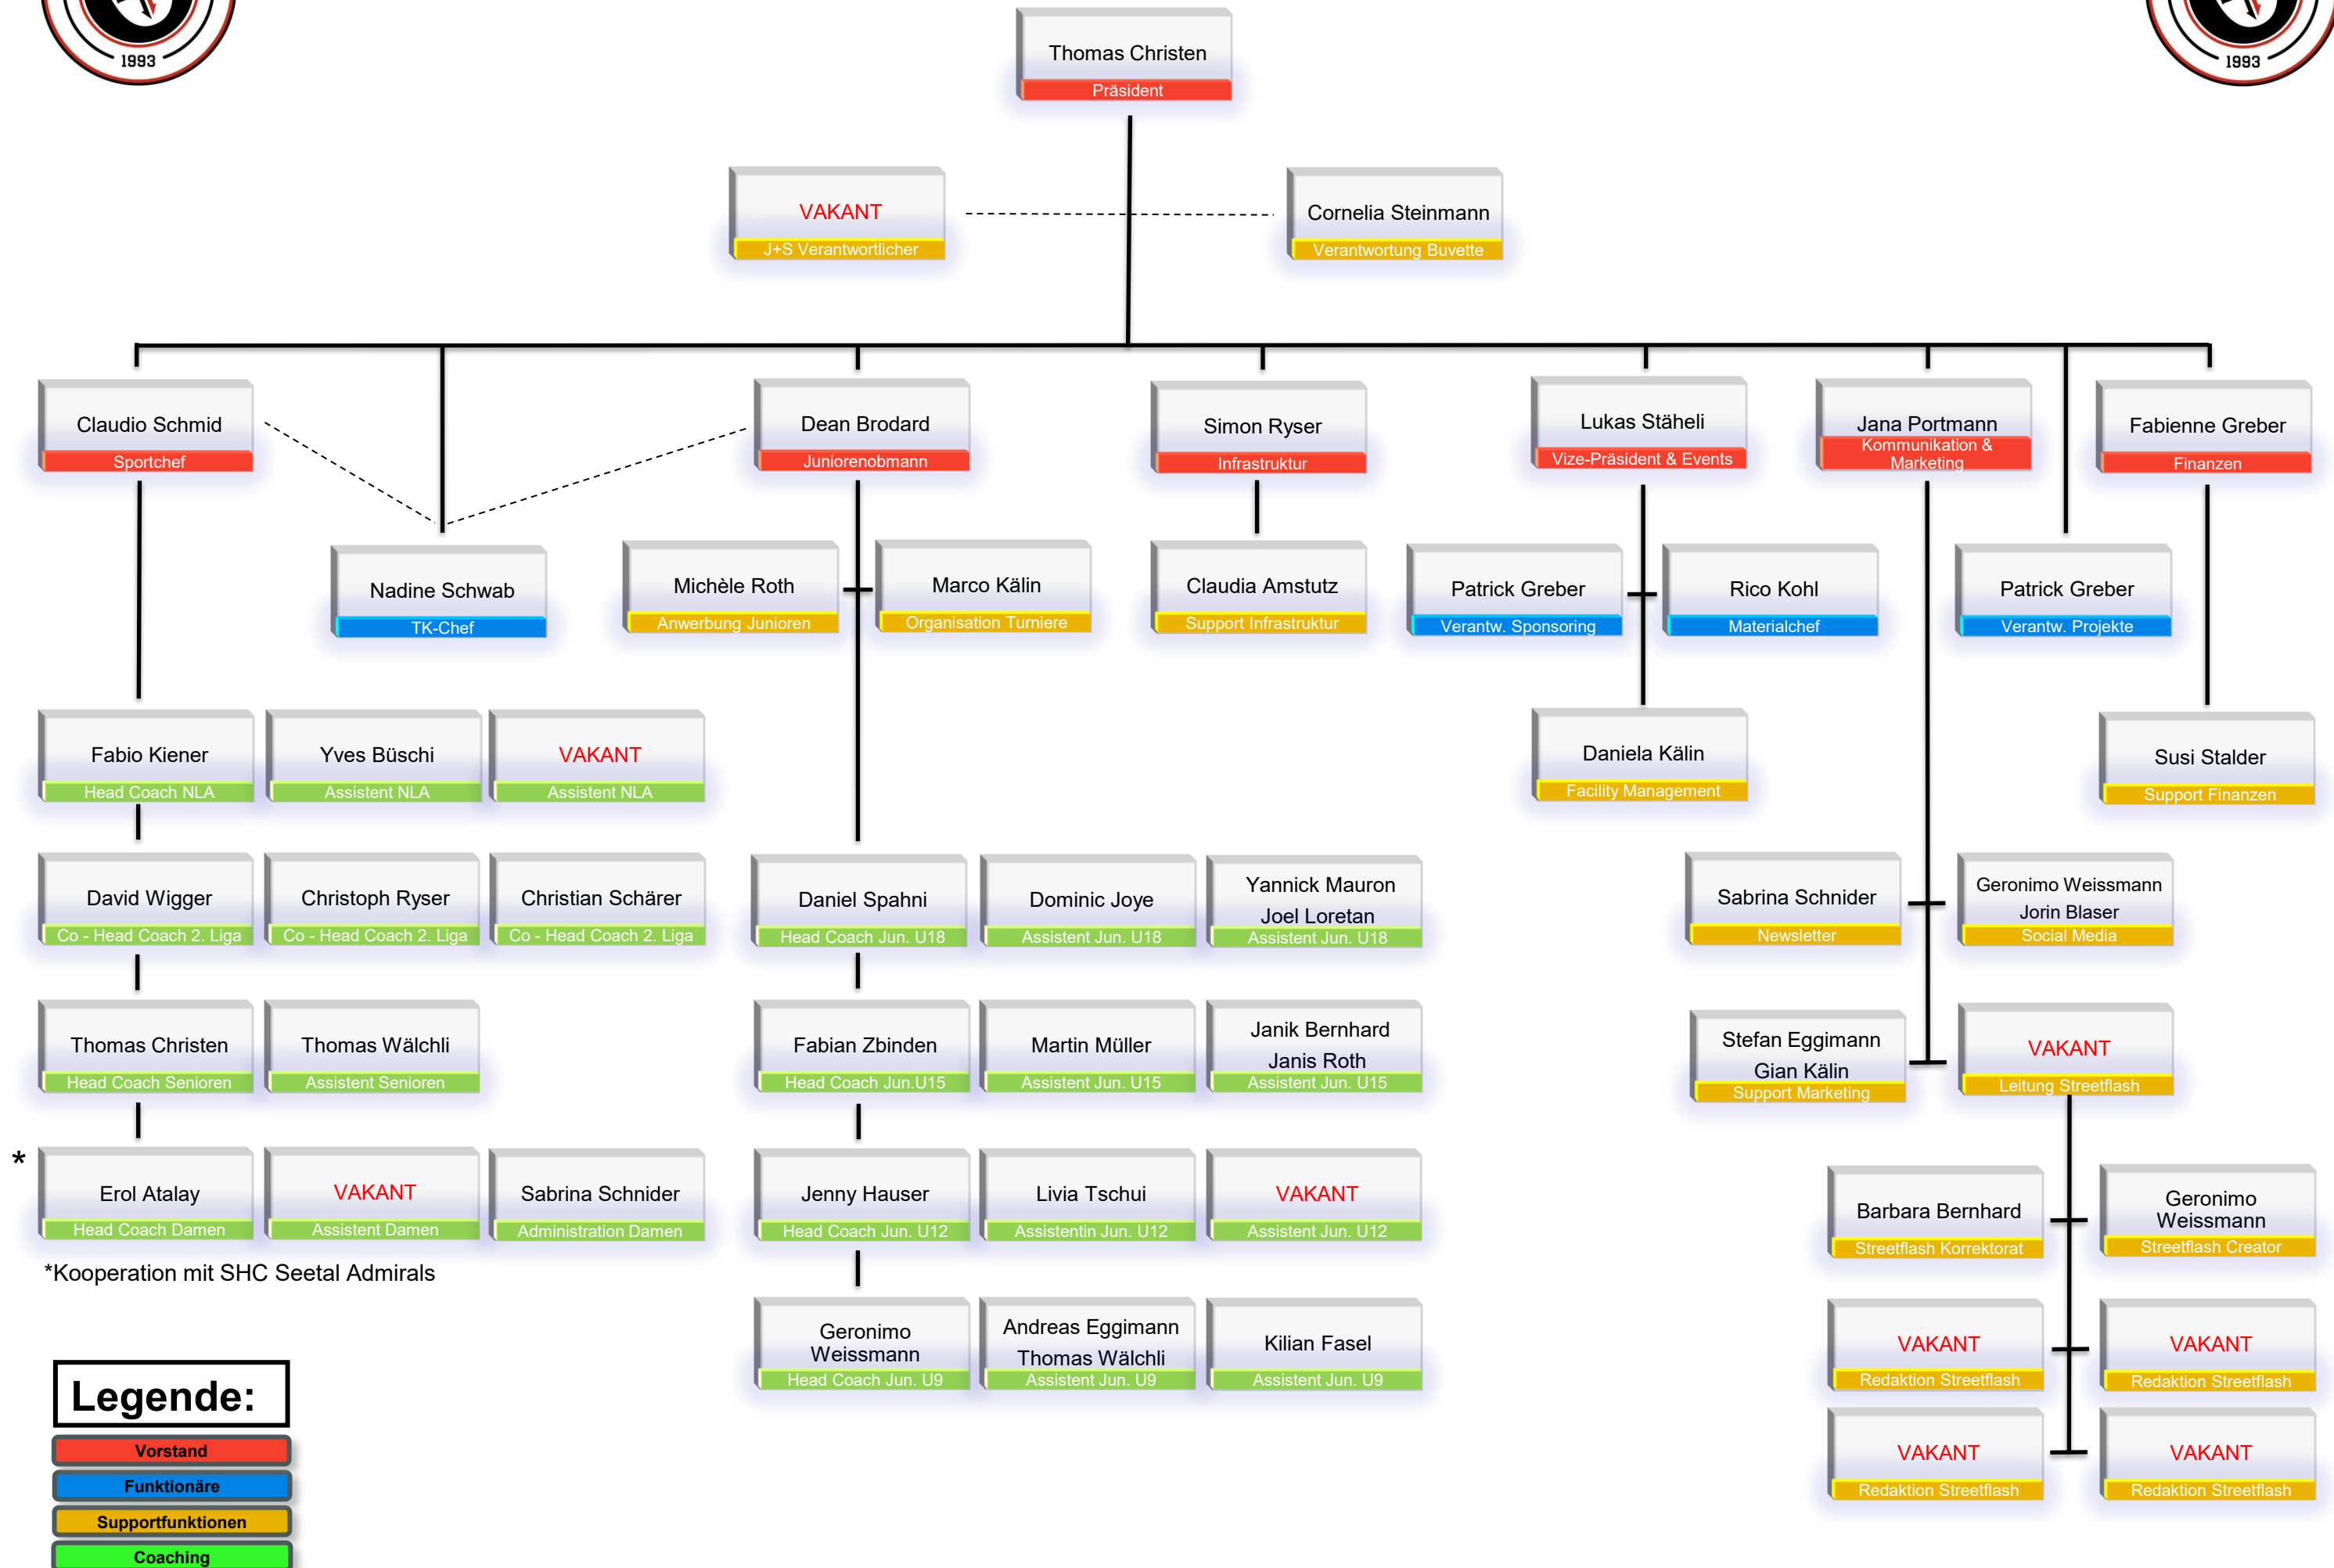 1993
1993
Thomas Christen
Präsident
VAKANT
J+S Verantwortlicher
Cornelia Steinmann
Verantwortung Buvette
Claudio Schmid
Sportchef
Dean Brodard
Juniorenobmann
Simon Ryser
Infrastruktur
Lukas Stäheli
Vize-Präsident & Events
Jana Portmann
Kommunikation &
Marketing
Fabienne Greber
Finanzen
Nadine Schwab
TK-Chef
Michèle Roth
Anwerbung Junioren
Marco Kälin
Organisation Turniere
Claudia Amstutz
Support Infrastruktur
Patrick Greber
Verantw. Sponsoring
Rico Kohl
Materialchef
Patrick Greber
Verantw. Projekte
Fabio Kiener
Head Coach NLA
Yves Büschi
Assistent NLA
VAKANT
Assistent NLA
Daniela Kälin
Facility Management
Susi Stalder
Support Finanzen
David Wigger
Co - Head Coach 2. Liga
Christoph Ryser
Co - Head Coach 2. Liga
Christian Schärer
Co - Head Coach 2. Liga
Daniel Spahni
Head Coach Jun. U18
Dominic Joye
Assistent Jun. U18
Yannick Mauron
Joel Loretan
Assistent Jun. U18
Sabrina Schnider
Newsletter
Geronimo Weissmann
Jorin Blaser
Social Media
Thomas Christen
Head Coach Senioren
Thomas Wälchli
Assistent Senioren
Fabian Zbinden
Head Coach Jun.U15
Martin Müller
Assistent Jun. U15
Janik Bernhard
Janis Roth
Assistent Jun. U15
Stefan Eggimann
Gian Kälin
Support Marketing
VAKANT
Leitung Streetflash
*
Erol Atalay
Head Coach Damen
VAKANT
Assistent Damen
Sabrina Schnider
Administration Damen
Jenny Hauser
Head Coach Jun. U12
Livia Tschui
Assistentin Jun. U12
VAKANT
Assistent Jun. U12
Barbara Bernhard
Streetflash Korrektorat
Geronimo
Weissmann
Streetflash Creator
*Kooperation mit SHC Seetal Admirals
Geronimo
Weissmann
Head Coach Jun. U9
Andreas Eggimann
Thomas Wälchli
Assistent Jun. U9
Kilian Fasel
Assistent Jun. U9
VAKANT
Redaktion Streetflash
VAKANT
Redaktion Streetflash
VAKANT
Redaktion Streetflash
VAKANT
Redaktion Streetflash
Legende:
Vorstand
Funktionäre
Supportfunktionen
Coaching